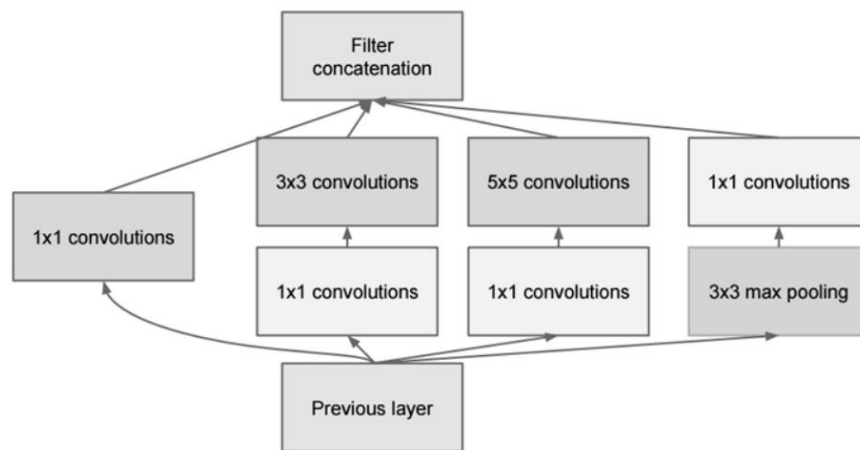 Filter
concatenation
3x3 convolutions
5x5 convolutions
1x1 convolutions
1x1 convolutions
1x1 convolutions
1x1 convolutions
3x3 max pooling
Previous layer